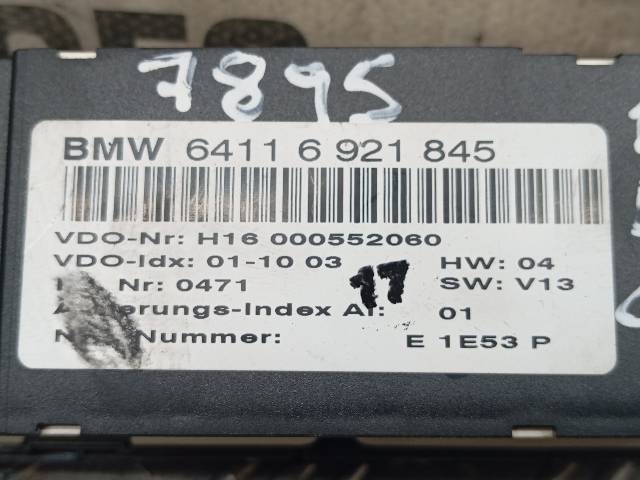 7895
BMW 6411 6 921 845
VDO-Nr: H16 000552060
VDO-Idx: 01-10 03 HW: 04
Nr: 0471 17 SW: V13
Änderungs-Index AI: 01
Nummer: E 1E53 P